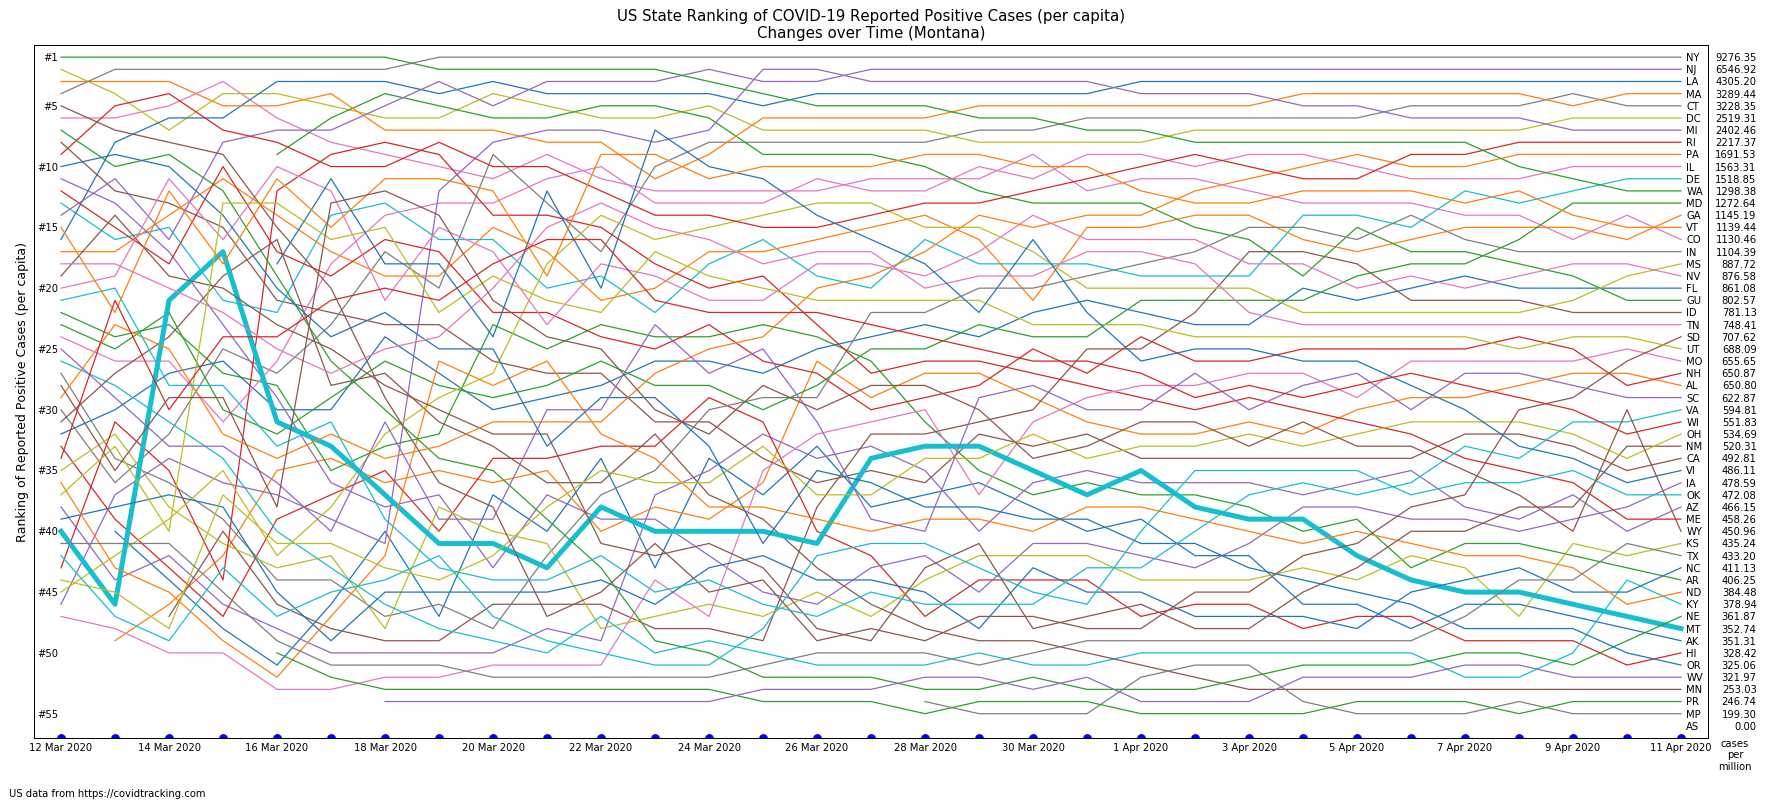 US State Ranking of COVID-19 Reported Positive Cases (per capita)
Changes over Time (Montana)
Ranking of Reported Positive Cases (per capita)
#1
#5
#10
#15
#20
#25
#30
#35
#40
#45
#50
#55
NY 9276.35
NJ 6546.92
LA 4305.20
MA 3289.44
CT 3228.35
DC 2519.31
MI 2402.46
RI 2217.37
PA 1691.53
IL 1563.31
DE 1518.85
WA 1298.38
MD 1272.64
GA 1145.19
VT 1139.44
CO 1130.46
IN 1104.39
MS 887.72
NV 876.58
FL 861.08
GU 802.57
ID 781.13
TN 748.41
SD 707.62
UT 688.09
MO 655.65
NH 650.87
AL 650.80
SC 622.87
VA 594.81
WI 551.83
OH 534.69
NM 520.31
CA 492.81
VI 486.11
IA 478.59
OK 472.08
AZ 466.15
ME 458.26
WY 450.96
KS 435.24
TX 433.20
NC 411.13
AR 406.25
ND 384.48
KY 378.94
NE 361.87
MT 352.74
AK 351.31
HI 328.42
OR 325.06
WV 321.97
MN 253.03
PR 246.74
MP 199.30
AS 0.00
12 Mar 2020 14 Mar 2020 16 Mar 2020 18 Mar 2020 20 Mar 2020 22 Mar 2020 24 Mar 2020 26 Mar 2020 28 Mar 2020 30 Mar 2020 1 Apr 2020 3 Apr 2020 5 Apr 2020 7 Apr 2020 9 Apr 2020 11 Apr 2020
cases
per
million
US data from https://covidtracking.com